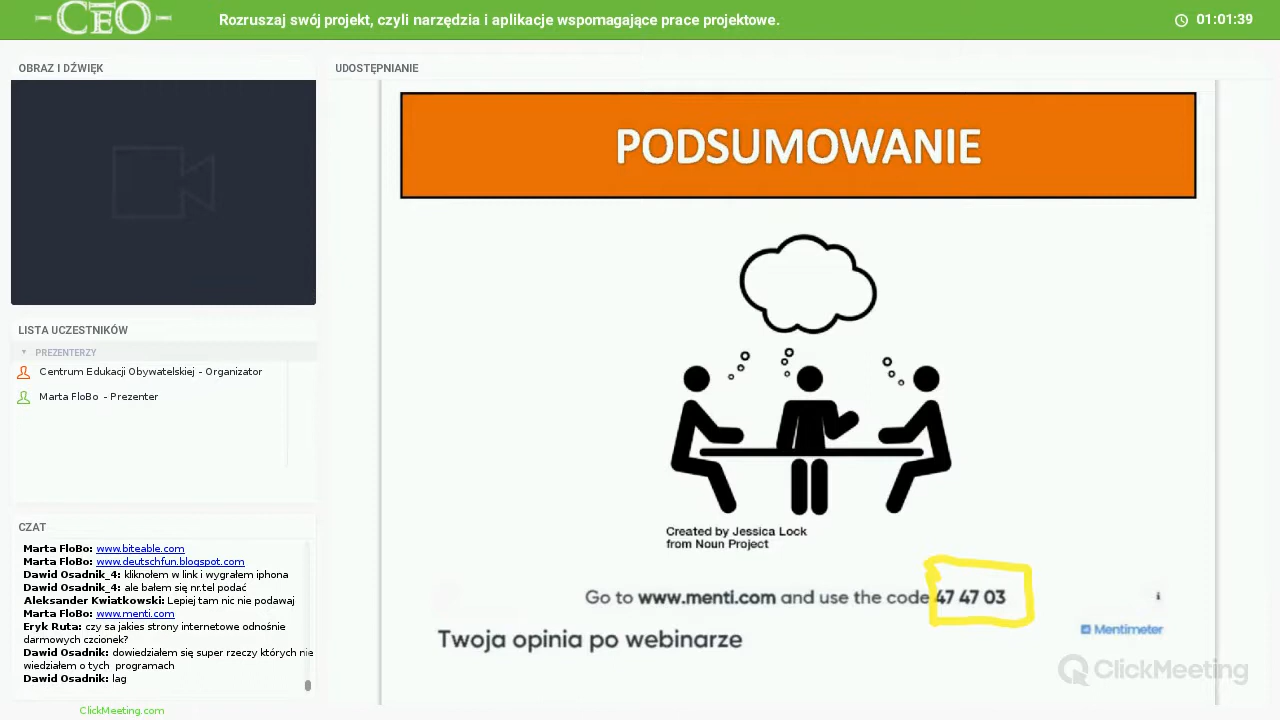 CEO
Rozruszaj swój projekt, czyli narzędzia i aplikacje wspomagające prace projektowe.
01:01:39
OBRAZ I DŹWIĘK
LISTA UCZESTNIKÓW
PREZENTERZY
Centrum Edukacji Obywatelskiej - Organizator
Marta FloBo - Prezenter
CZAT
Marta FloBo: www.biteable.com
Marta FloBo: www.deutschfun.blogspot.com
Dawid Osadnik_4: kliknołem w link i wygrałem iphona
Dawid Osadnik_4: ale bałem się nr.tel podać
Aleksander Kwiatkowski: Lepiej tam nic nie podawaj
Marta FloBo: www.menti.com
Eryk Ruta: czy sa jakies strony internetowe odnośnie
darmowych czcionek?
Dawid Osadnik: dowiedziałem się super rzeczy których nie
wiedziałem o tych programach
Dawid Osadnik: lag
ClickMeeting.com
UDOSTĘPNIANIE
PODSUMOWANIE
Created by Jessica Lock
from Noun Project
Go to www.menti.com and use the code 47 47 03
Twoja opinia po webinarze
Mentimeter
ClickMeeting